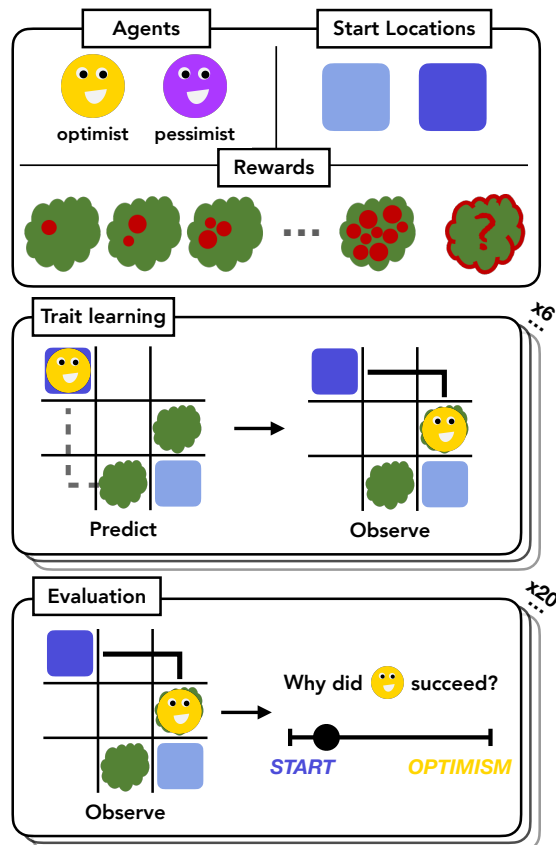 Agents
Start Locations
optimist
pessimist
Rewards
...
?
Trait learning
x6
...
Predict
Observe
Evaluation
x20
...
Why did succeed?
START
OPTIMISM
Observe